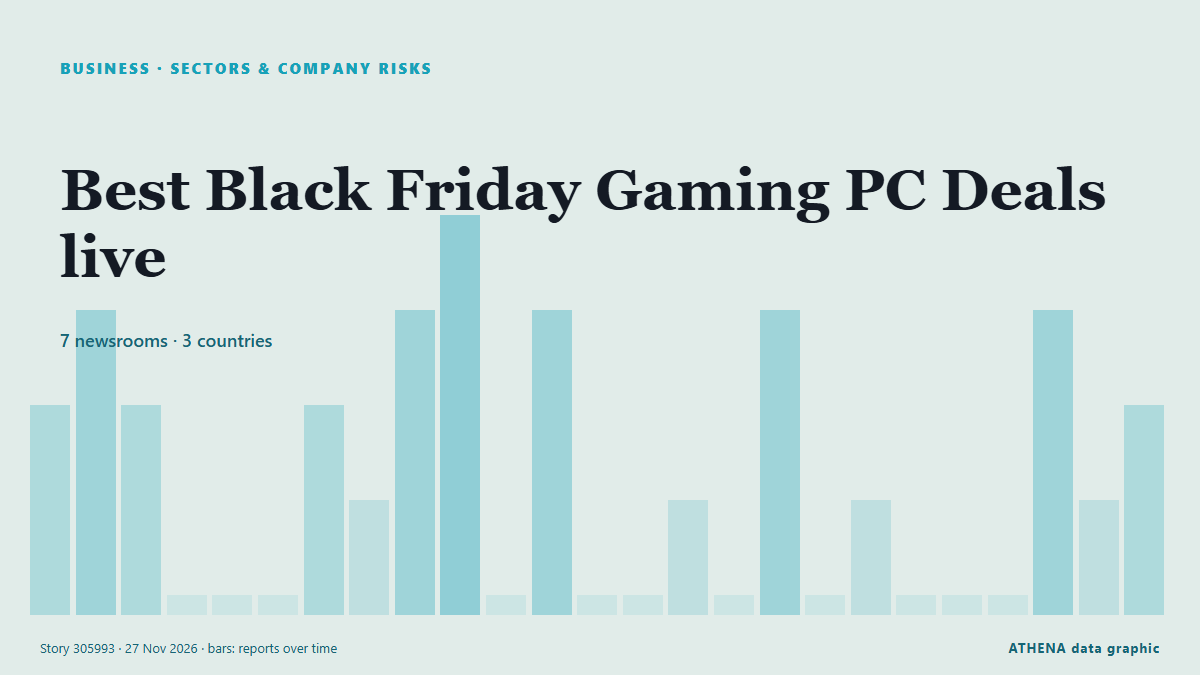 BUSINESS · SECTORS & COMPANY RISKS
Best Black Friday Gaming PC Deals
live
7 newsrooms · 3 countries
Story 305993 · 27 Nov 2026 · bars: reports over time
ATHENA data graphic